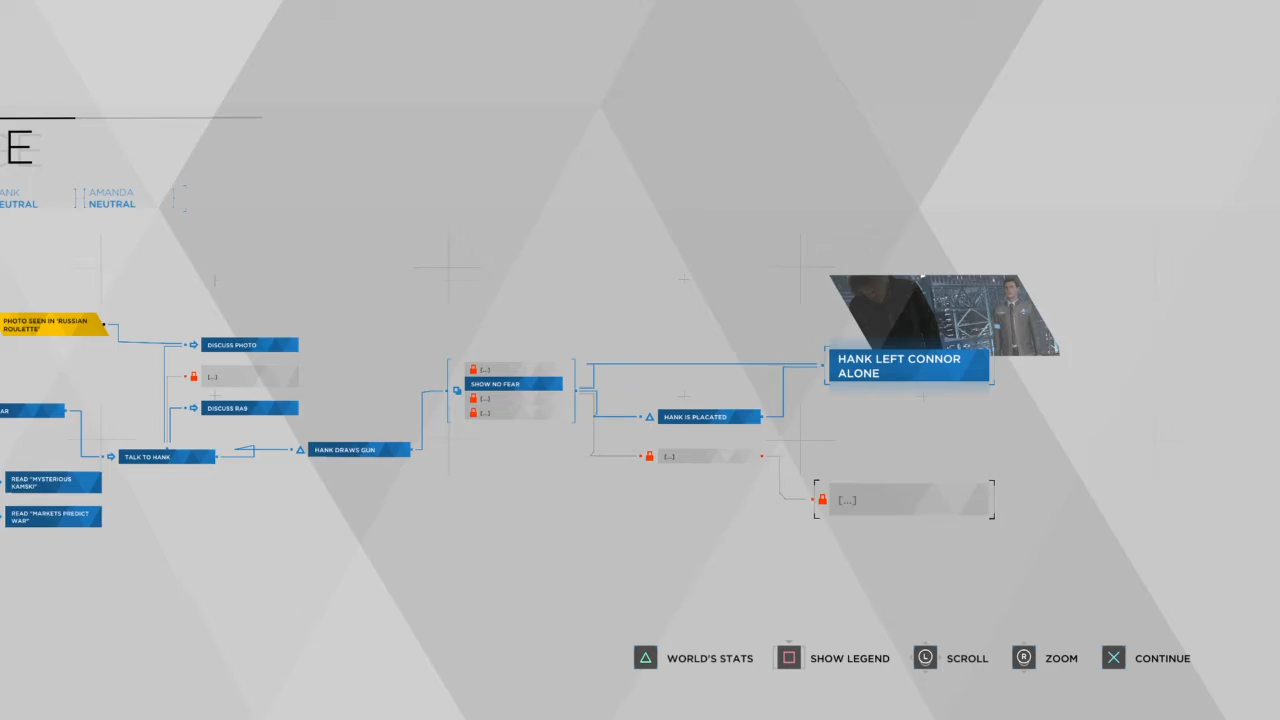 E
ANK
EUTRAL
AMANDA
NEUTRAL
PHOTO SEEN IN 'RUSSIAN
ROULETTE'
DISCUSS PHOTO
[...]
DISCUSS RA9
AR
TALK TO HANK
READ "MYSTERIOUS
KAMSKI"
READ "MARKETS PREDICT
WAR"
HANK DRAWS GUN
[...]
SHOW NO FEAR
[...]
[...]
HANK IS PLACATED
[...]
HANK LEFT CONNOR
ALONE
[...]
WORLD'S STATS
SHOW LEGEND
L
SCROLL
R
ZOOM
CONTINUE